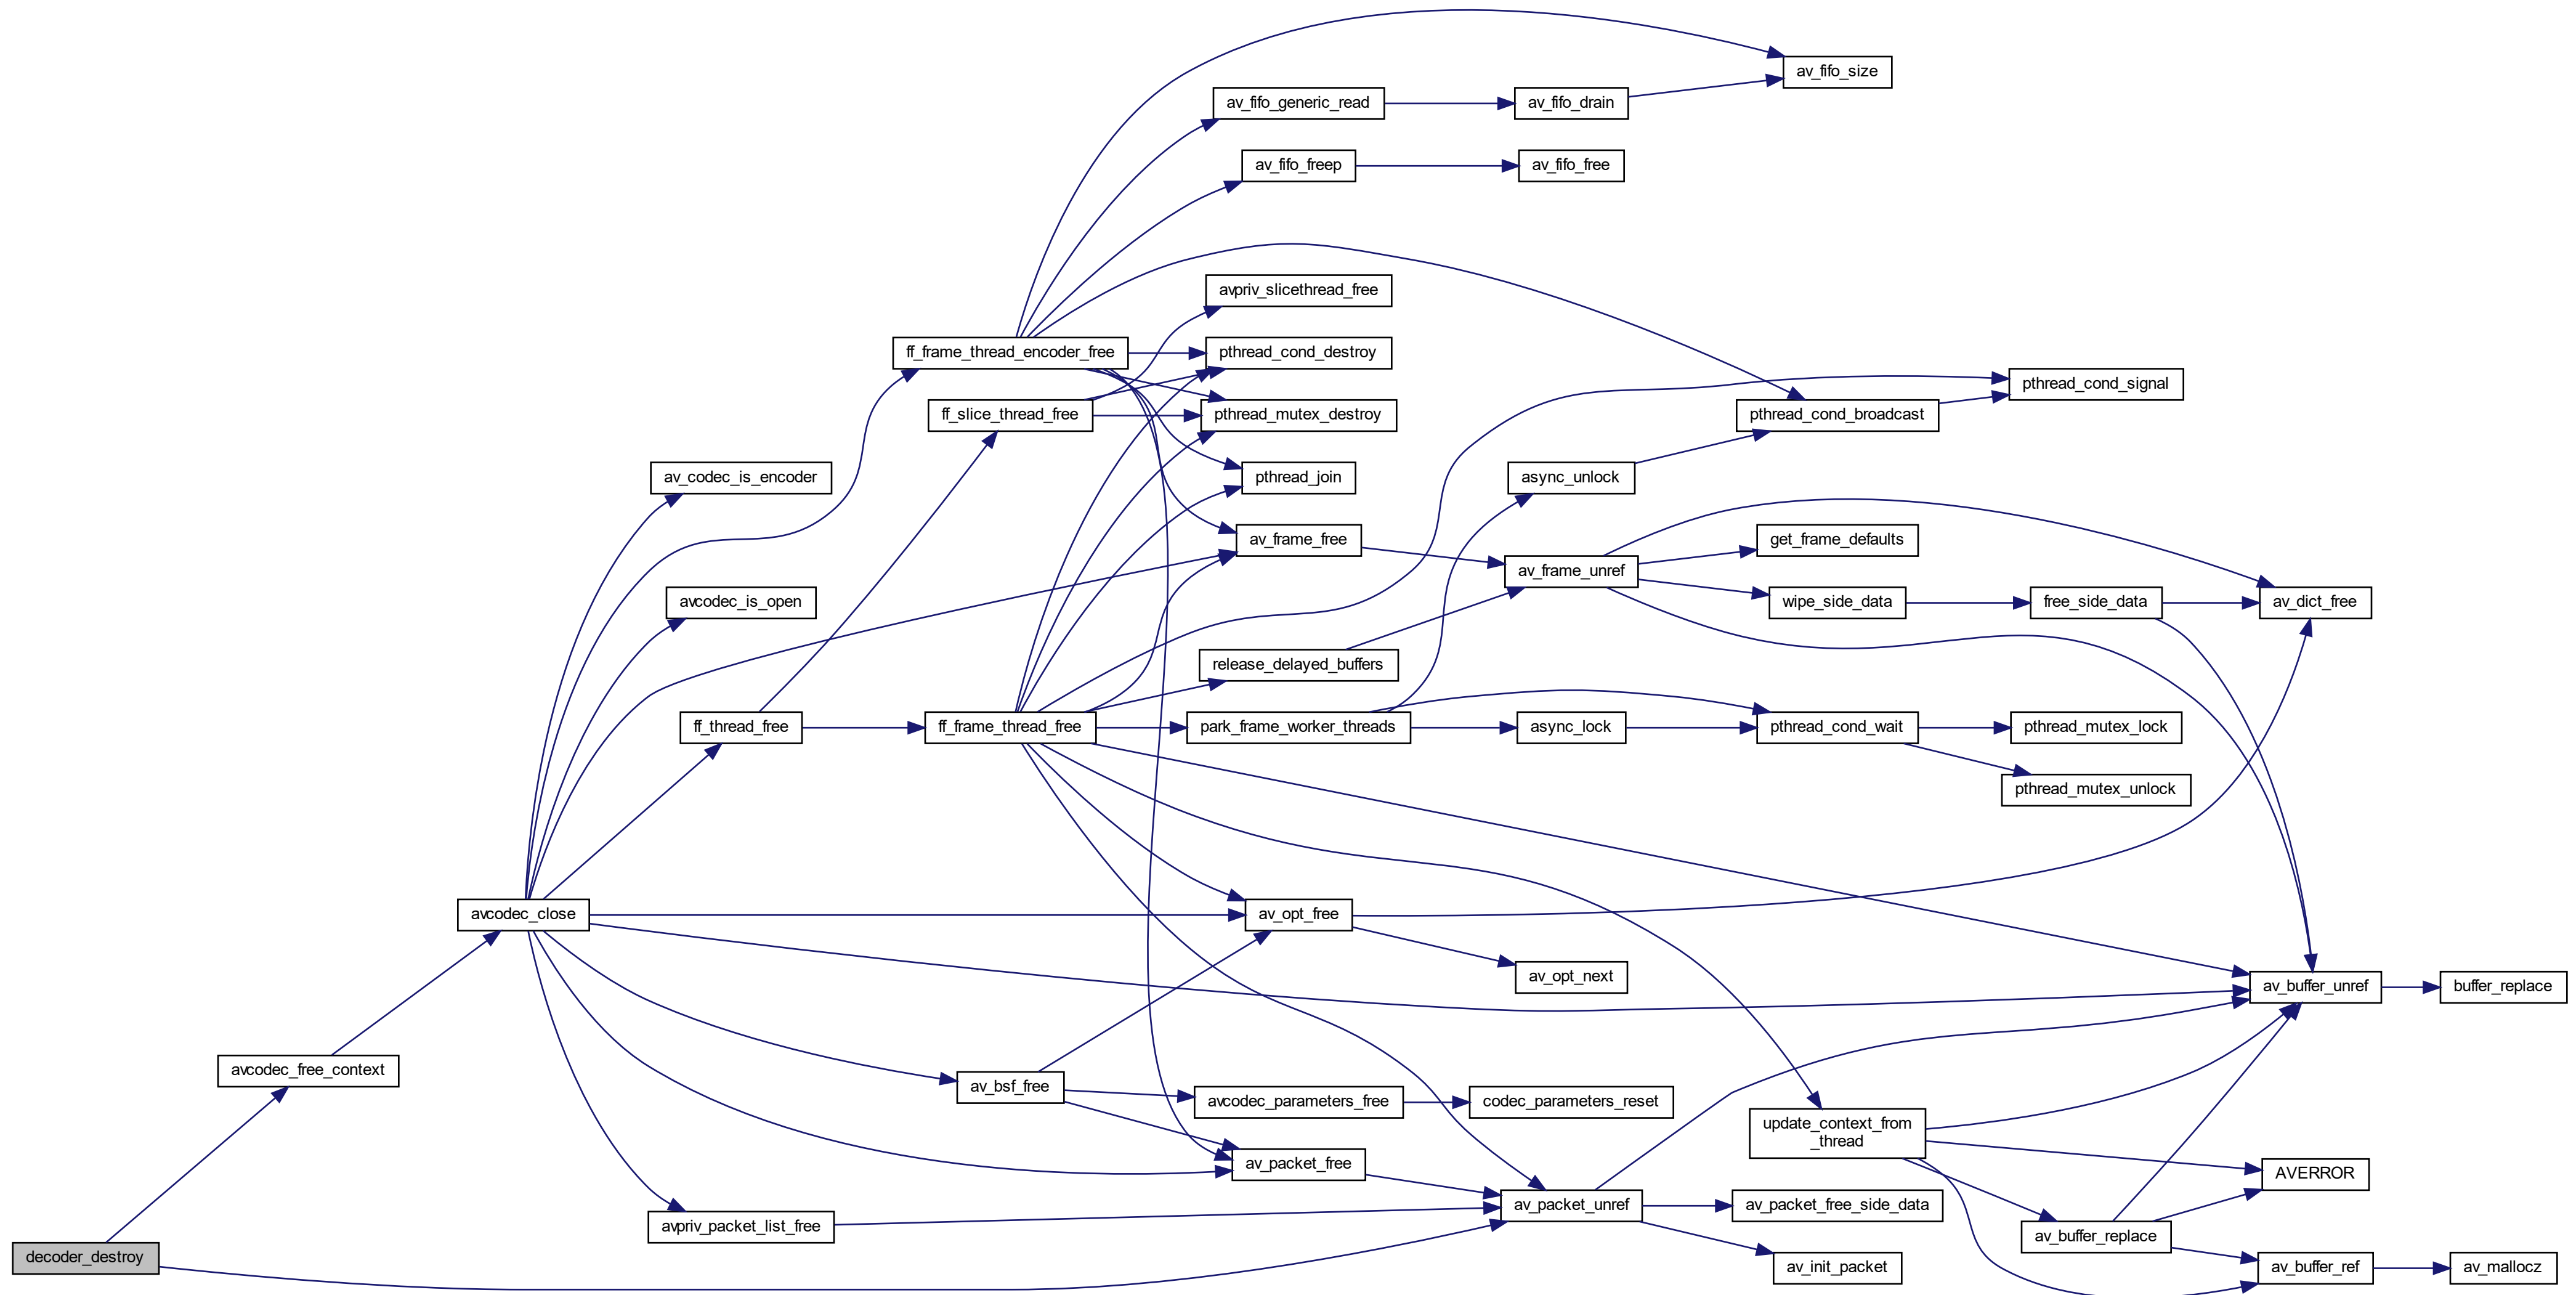 av_fifo_size
av_fifo_generic_read
av_fifo_drain
av_fifo_freep
av_fifo_free
avpriv_slicethread_free
ff_frame_thread_encoder_free
pthread_cond_destroy
pthread_cond_signal
ff_slice_thread_free
pthread_mutex_destroy
pthread_cond_broadcast
av_codec_is_encoder
pthread_join
async_unlock
av_frame_free
get_frame_defaults
av_frame_unref
avcodec_is_open
wipe_side_data
free_side_data
av_dict_free
release_delayed_buffers
ff_thread_free
ff_frame_thread_free
park_frame_worker_threads
async_lock
pthread_cond_wait
pthread_mutex_lock
pthread_mutex_unlock
avcodec_close
av_opt_free
av_opt_next
av_buffer_unref
buffer_replace
avcodec_free_context
av_bsf_free
avcodec_parameters_free
codec_parameters_reset
update_context_from
_thread
av_packet_free
AVERROR
av_packet_unref
av_packet_free_side_data
avpriv_packet_list_free
av_buffer_replace
decoder_destroy
av_init_packet
av_buffer_ref
av_mallocz